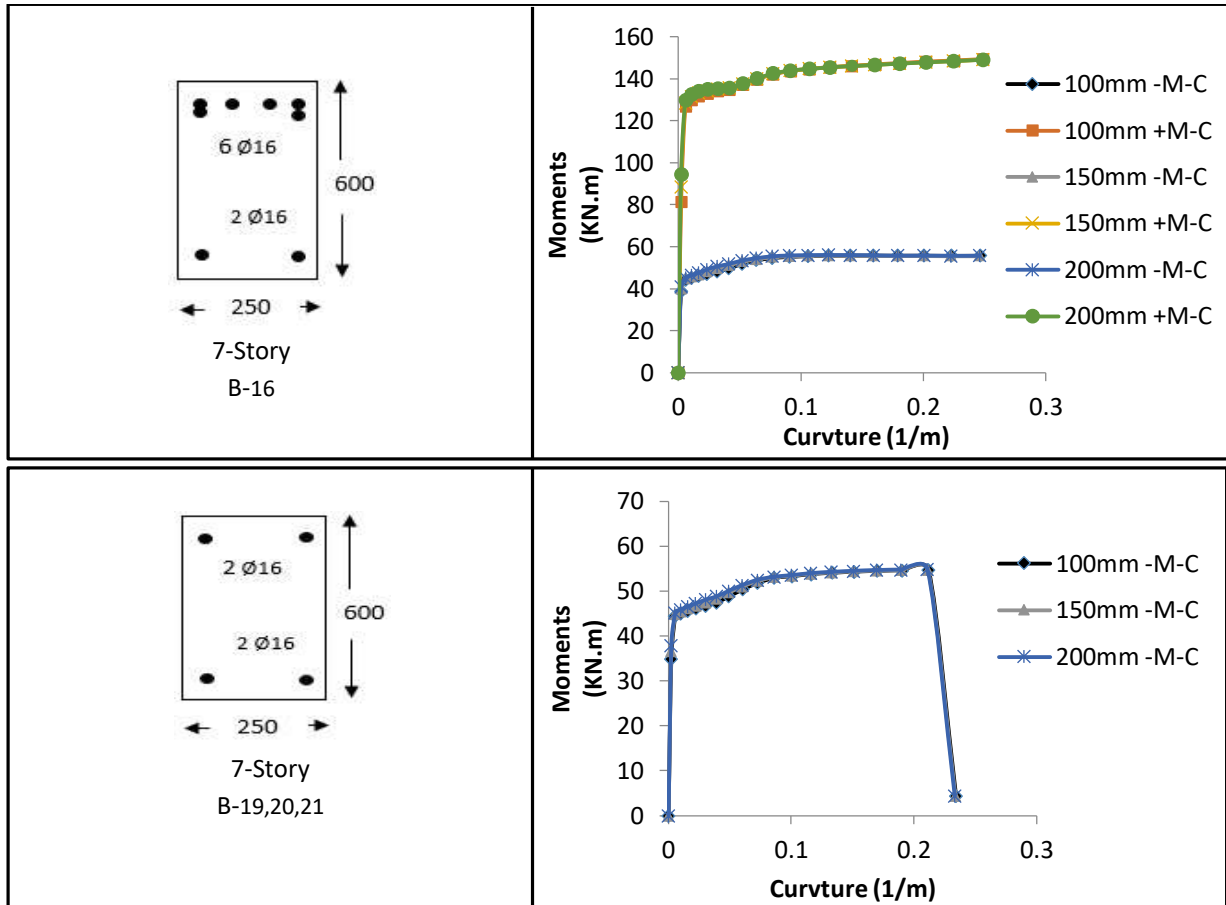 6 Ø16
600
2 Ø16
250
7-Story
B-16
160
140
120
100
80
60
40
20
0
0 0.1 0.2 0.3
Moments
(KN.m)
Curvture (1/m)
100mm -M-C
100mm +M-C
150mm -M-C
150mm +M-C
200mm -M-C
200mm +M-C
2 Ø16
600
2 Ø16
250
7-Story
B-19,20,21
70
60
50
40
30
20
10
0
0 0.1 0.2 0.3
Moments
(KN.m)
Curvture (1/m)
100mm -M-C
150mm -M-C
200mm -M-C